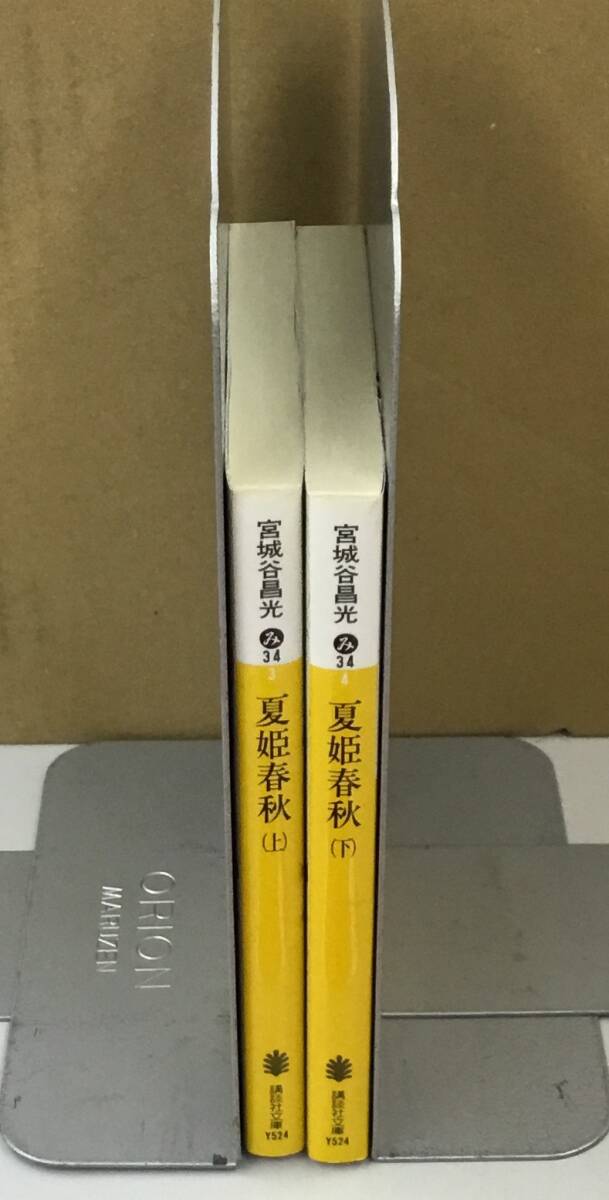 宮城谷昌光
み
34
3
夏姫春秋
(上)
講談社文庫
Y524
宮城谷昌光
み
34
4
夏姫春秋
(下)
講談社文庫
Y524
ORION
MARUZEN